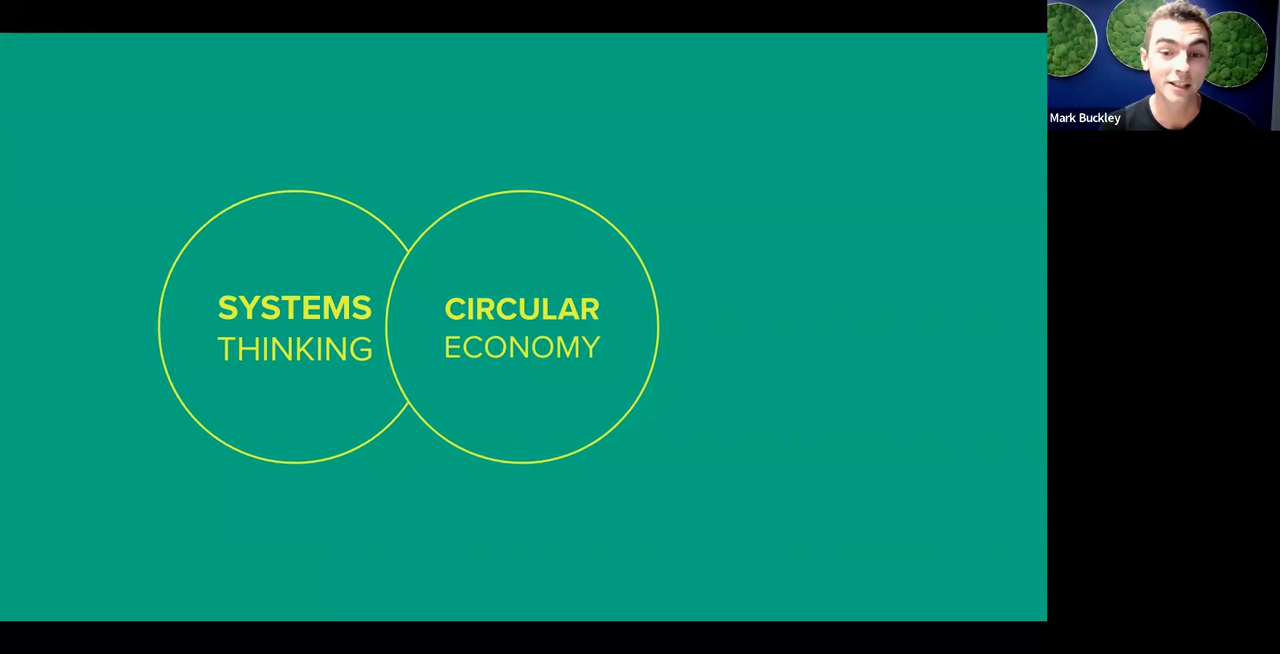 SYSTEMS
THINKING
CIRCULAR
ECONOMY
Mark Buckley